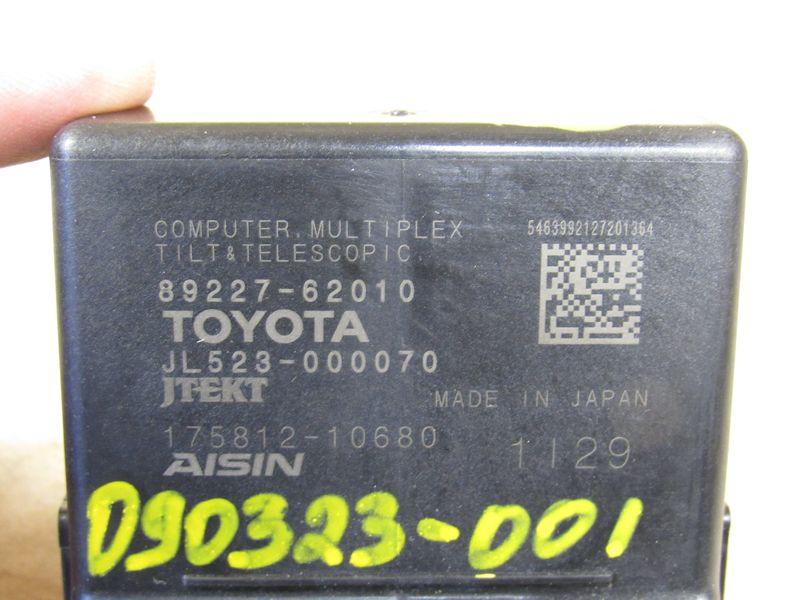 COMPUTER, MULTIPLEX
TILT&TELESCOPIC
5463992127201364
89227-62010
TOYOTA
JL523-000070
JTEKT
MADE IN JAPAN
175812-10680
1I29
AISIN
090323-001